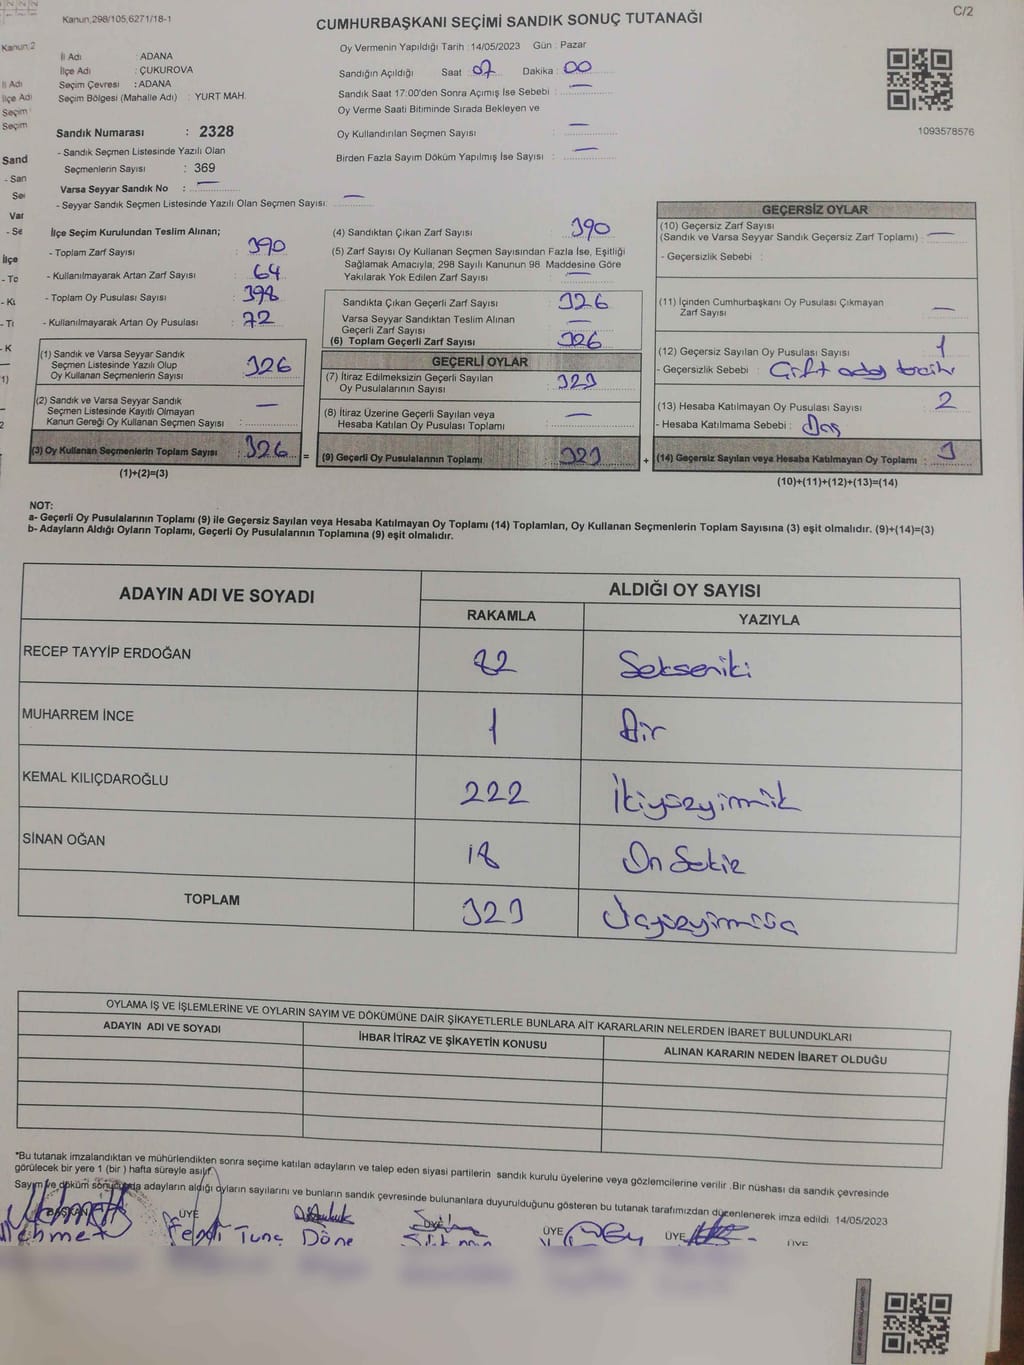 Kanun,298/105,6271/18-1
CUMHURBAŞKANI SEÇİMİ SANDIK SONUÇ TUTANAĞI
C/2
Kanun,2
İl Adı : ADANA
İlçe Adı : ÇUKUROVA
Seçim Çevresi : ADANA
Seçim Bölgesi (Mahalle Adı) : YURT MAH.
Sandık Numarası : 2328
- Sandık Seçmen Listesinde Yazılı Olan
Seçmenlerin Sayısı : 369
Varsa Seyyar Sandık No : —
- Seyyar Sandık Seçmen Listesinde Yazılı Olan Seçmen Sayısı : —
Oy Vermenin Yapıldığı Tarih : 14/05/2023 Gün : Pazar
Sandığın Açıldığı Saat : 07 Dakika : 00
Sandık Saat 17:00'den Sonra Açımış İse Sebebi : —
Oy Verme Saati Bitiminde Sırada Bekleyen ve
Oy Kullandırılan Seçmen Sayısı : —
Birden Fazla Sayım Döküm Yapılmış İse Sayısı : —
1093578576
İlçe Seçim Kurulundan Teslim Alınan;
- Toplam Zarf Sayısı : 390
- Kullanılmayarak Artan Zarf Sayısı : 64
- Toplam Oy Pusulası Sayısı : 398
- Kullanılmayarak Artan Oy Pusulası : 72
(1) Sandık ve Varsa Seyyar Sandık
Seçmen Listesinde Yazılı Olup
Oy Kullanan Seçmenlerin Sayısı : 326
(2) Sandık ve Varsa Seyyar Sandık
Seçmen Listesinde Kayıtlı Olmayan
Kanun Gereği Oy Kullanan Seçmen Sayısı : —
(3) Oy Kullanan Seçmenlerin Toplam Sayısı : 326
(1)+(2)=(3)
(4) Sandıktan Çıkan Zarf Sayısı : 390
(5) Zarf Sayısı Oy Kullanan Seçmen Sayısından Fazla İse, Eşitliği
Sağlamak Amacıyla; 298 Sayılı Kanunun 98. Maddesine Göre
Yakılarak Yok Edilen Zarf Sayısı : —
Sandıkta Çıkan Geçerli Zarf Sayısı : 326
Varsa Seyyar Sandıktan Teslim Alınan
Geçerli Zarf Sayısı : —
(6) Toplam Geçerli Zarf Sayısı : 326
GEÇERLİ OYLAR
(7) İtiraz Edilmeksizin Geçerli Sayılan
Oy Pusulalarının Sayısı : 323
(8) İtiraz Üzerine Geçerli Sayılan veya
Hesaba Katılan Oy Pusulası Toplamı : —
= (9) Geçerli Oy Pusulalarının Toplamı : 323
GEÇERSİZ OYLAR
(10) Geçersiz Zarf Sayısı
(Sandık ve Varsa Seyyar Sandık Geçersiz Zarf Toplamı) : —
- Geçersizlik Sebebi :
(11) İçinden Cumhurbaşkanı Oy Pusulası Çıkmayan
Zarf Sayısı : —
(12) Geçersiz Sayılan Oy Pusulası Sayısı : 1
- Geçersizlik Sebebi : Çift aday tercih
(13) Hesaba Katılmayan Oy Pusulası Sayısı : 2
- Hesaba Katılmama Sebebi : Boş
+ (14) Geçersiz Sayılan veya Hesaba Katılmayan Oy Toplamı : 3
(10)+(11)+(12)+(13)=(14)
NOT:
a- Geçerli Oy Pusulalarının Toplamı (9) ile Geçersiz Sayılan veya Hesaba Katılmayan Oy Toplamı (14) Toplamları, Oy Kullanan Seçmenlerin Toplam Sayısına (3) eşit olmalıdır. (9)+(14)=(3)
b- Adayların Aldığı Oyların Toplamı, Geçerli Oy Pusulalarının Toplamına (9) eşit olmalıdır.
ADAYIN ADI VE SOYADI
ALDIĞI OY SAYISI
RAKAMLA YAZIYLA
RECEP TAYYİP ERDOĞAN 82 Sekseniki
MUHARREM İNCE 1 Bir
KEMAL KILIÇDAROĞLU 222 İkiyüzyirmiik
SİNAN OĞAN 18 On Sekiz
TOPLAM 323
OYLAMA İŞ VE İŞLEMLERİNE VE OYLARIN SAYIM VE DÖKÜMÜNE DAİR ŞİKAYETLERLE BUNLARA AİT KARARLARIN NELERDEN İBARET BULUNDUKLARI
ADAYIN ADI VE SOYADI İHBAR İTİRAZ VE ŞİKAYETİN KONUSU ALINAN KARARIN NEDEN İBARET OLDUĞU
*Bu tutanak imzalandıktan ve mühürlendikten sonra seçime katılan adayların ve talep eden siyasi partilerin sandık kurulu üyelerine veya gözlemcilerine verilir .Bir nüshası da sandık çevresinde
görülecek bir yere 1 (bir ) hafta süreyle asılır.
Sayım ve döküm sonucunda adayların aldığı oyların sayılarını ve bunların sandık çevresinde bulunanlara duyurulduğunu gösteren bu tutanak tarafımızdan düzenlenerek imza edildi 14/05/2023
BAŞKAN ÜYE ÜYE ÜYE ÜYE ÜYE
Mehmet Tunç Döne